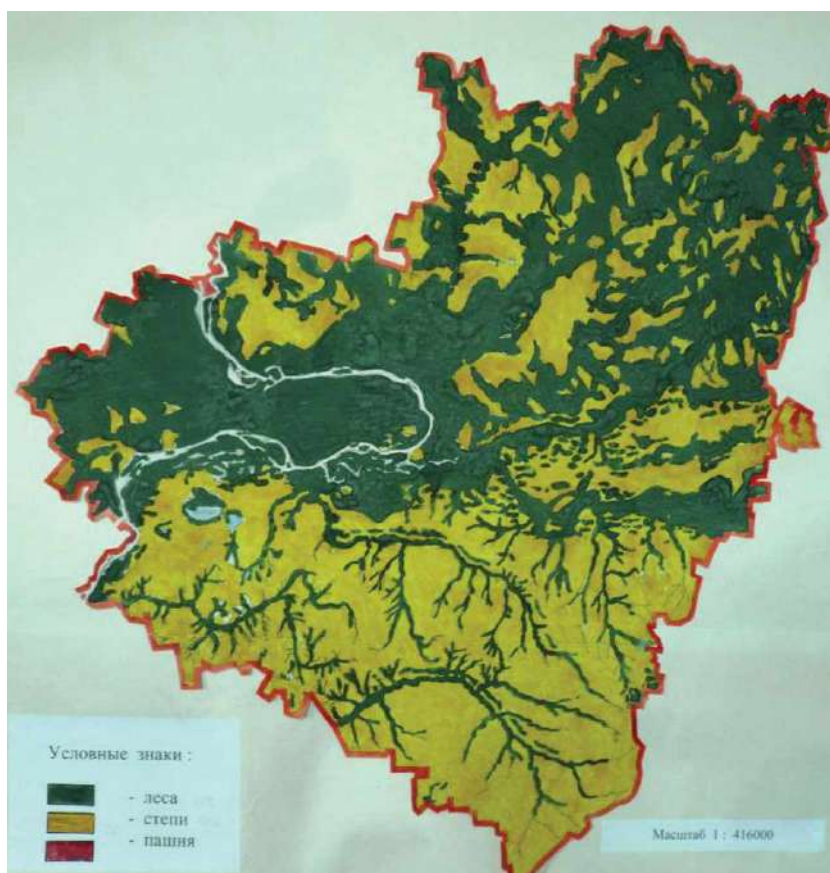 Условные знаки :
- леса
- степи
- пашня
Масштаб 1 : 416000